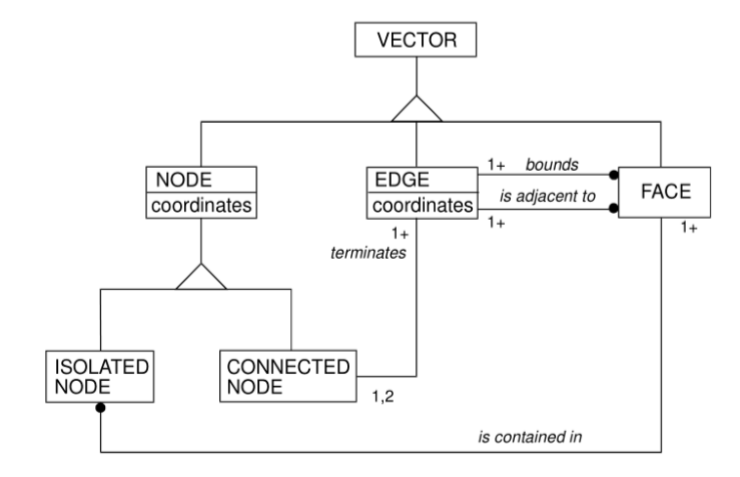 VECTOR
NODE
coordinates
EDGE
coordinates
1+ bounds
is adjacent to
1+
FACE
1+
1+
terminates
ISOLATED
NODE
CONNECTED
NODE
1,2
is contained in